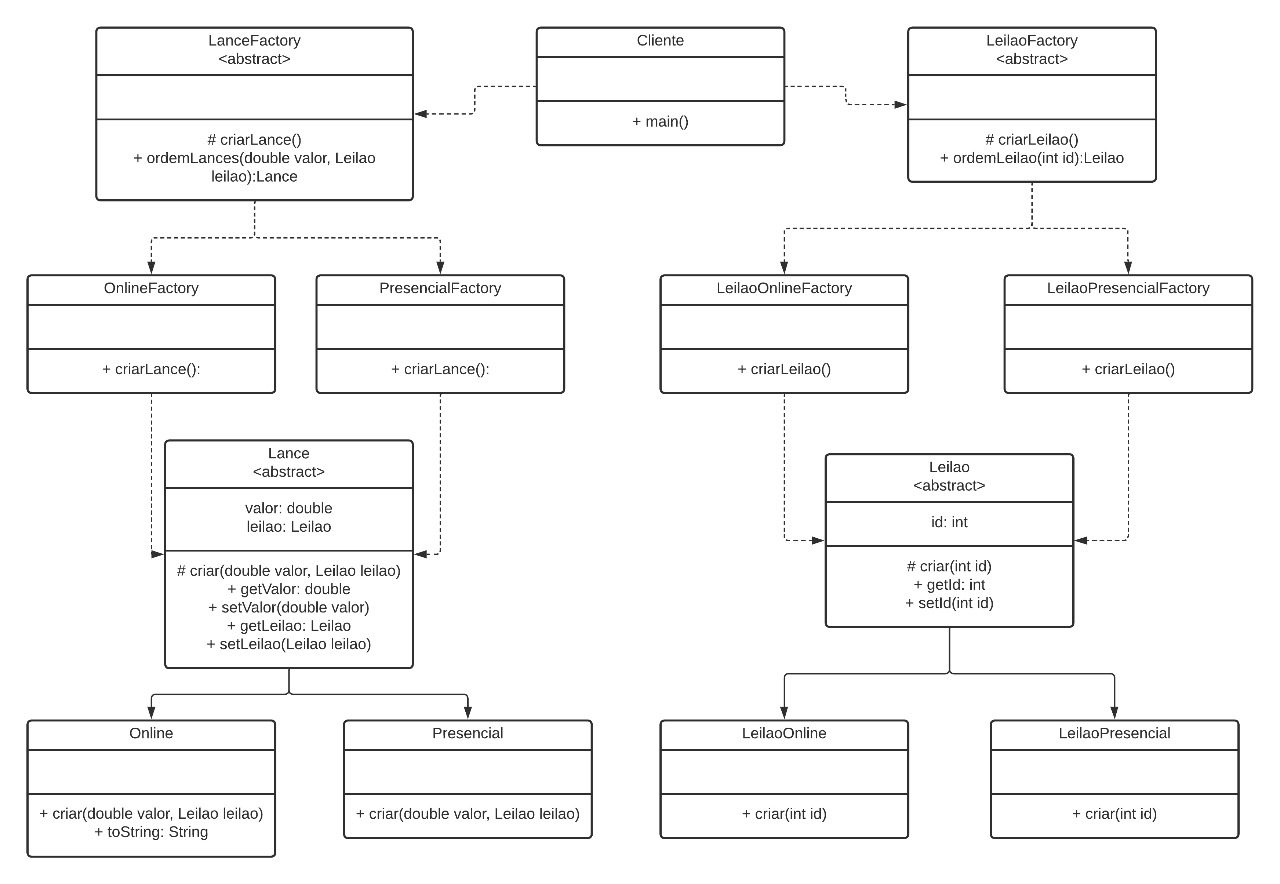 LanceFactory
<abstract>
# criarLance()
+ ordemLances(double valor, Leilao
leilao):Lance
Cliente
+ main()
LeilaoFactory
<abstract>
# criarLeilao()
+ ordemLeilao(int id):Leilao
OnlineFactory
+ criarLance():
PresencialFactory
+ criarLance():
LeilaoOnlineFactory
+ criarLeilao()
LeilaoPresencialFactory
+ criarLeilao()
Lance
<abstract>
valor: double
leilao: Leilao
# criar(double valor, Leilao leilao)
+ getValor: double
+ setValor(double valor)
+ getLeilao: Leilao
+ setLeilao(Leilao leilao)
Leilao
<abstract>
id: int
# criar(int id)
+ getId: int
+ setId(int id)
Online
+ criar(double valor, Leilao leilao)
+ toString: String
Presencial
+ criar(double valor, Leilao leilao)
LeilaoOnline
+ criar(int id)
LeilaoPresencial
+ criar(int id)